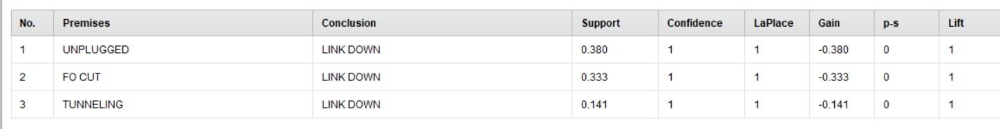 No. Premises Conclusion Support Confidence LaPlace Gain p-s Lift
1 UNPLUGGED LINK DOWN 0.380 1 1 -0.380 0 1
2 FO CUT LINK DOWN 0.333 1 1 -0.333 0 1
3 TUNNELING LINK DOWN 0.141 1 1 -0.141 0 1